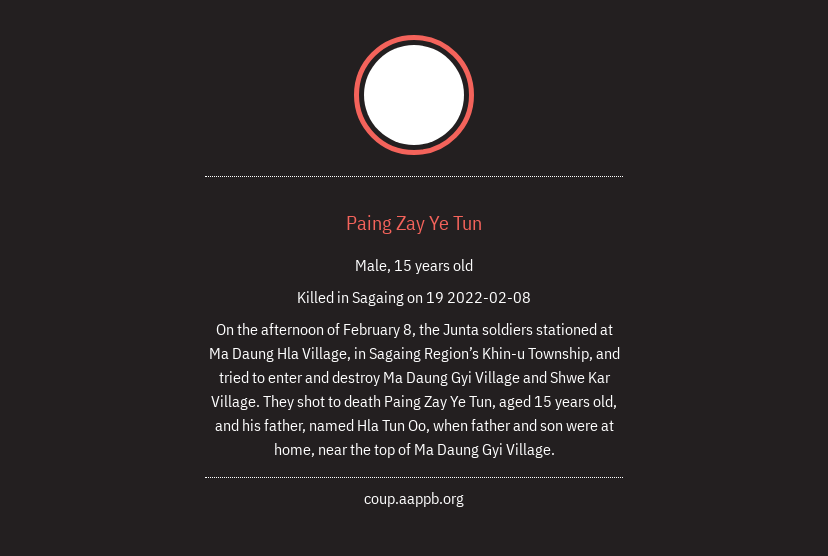 Paing Zay Ye Tun
Male, 15 years old
Killed in Sagaing on 19 2022-02-08
On the afternoon of February 8, the Junta soldiers stationed at
Ma Daung Hla Village, in Sagaing Region’s Khin-u Township, and
tried to enter and destroy Ma Daung Gyi Village and Shwe Kar
Village. They shot to death Paing Zay Ye Tun, aged 15 years old,
and his father, named Hla Tun Oo, when father and son were at
home, near the top of Ma Daung Gyi Village.
coup.aappb.org